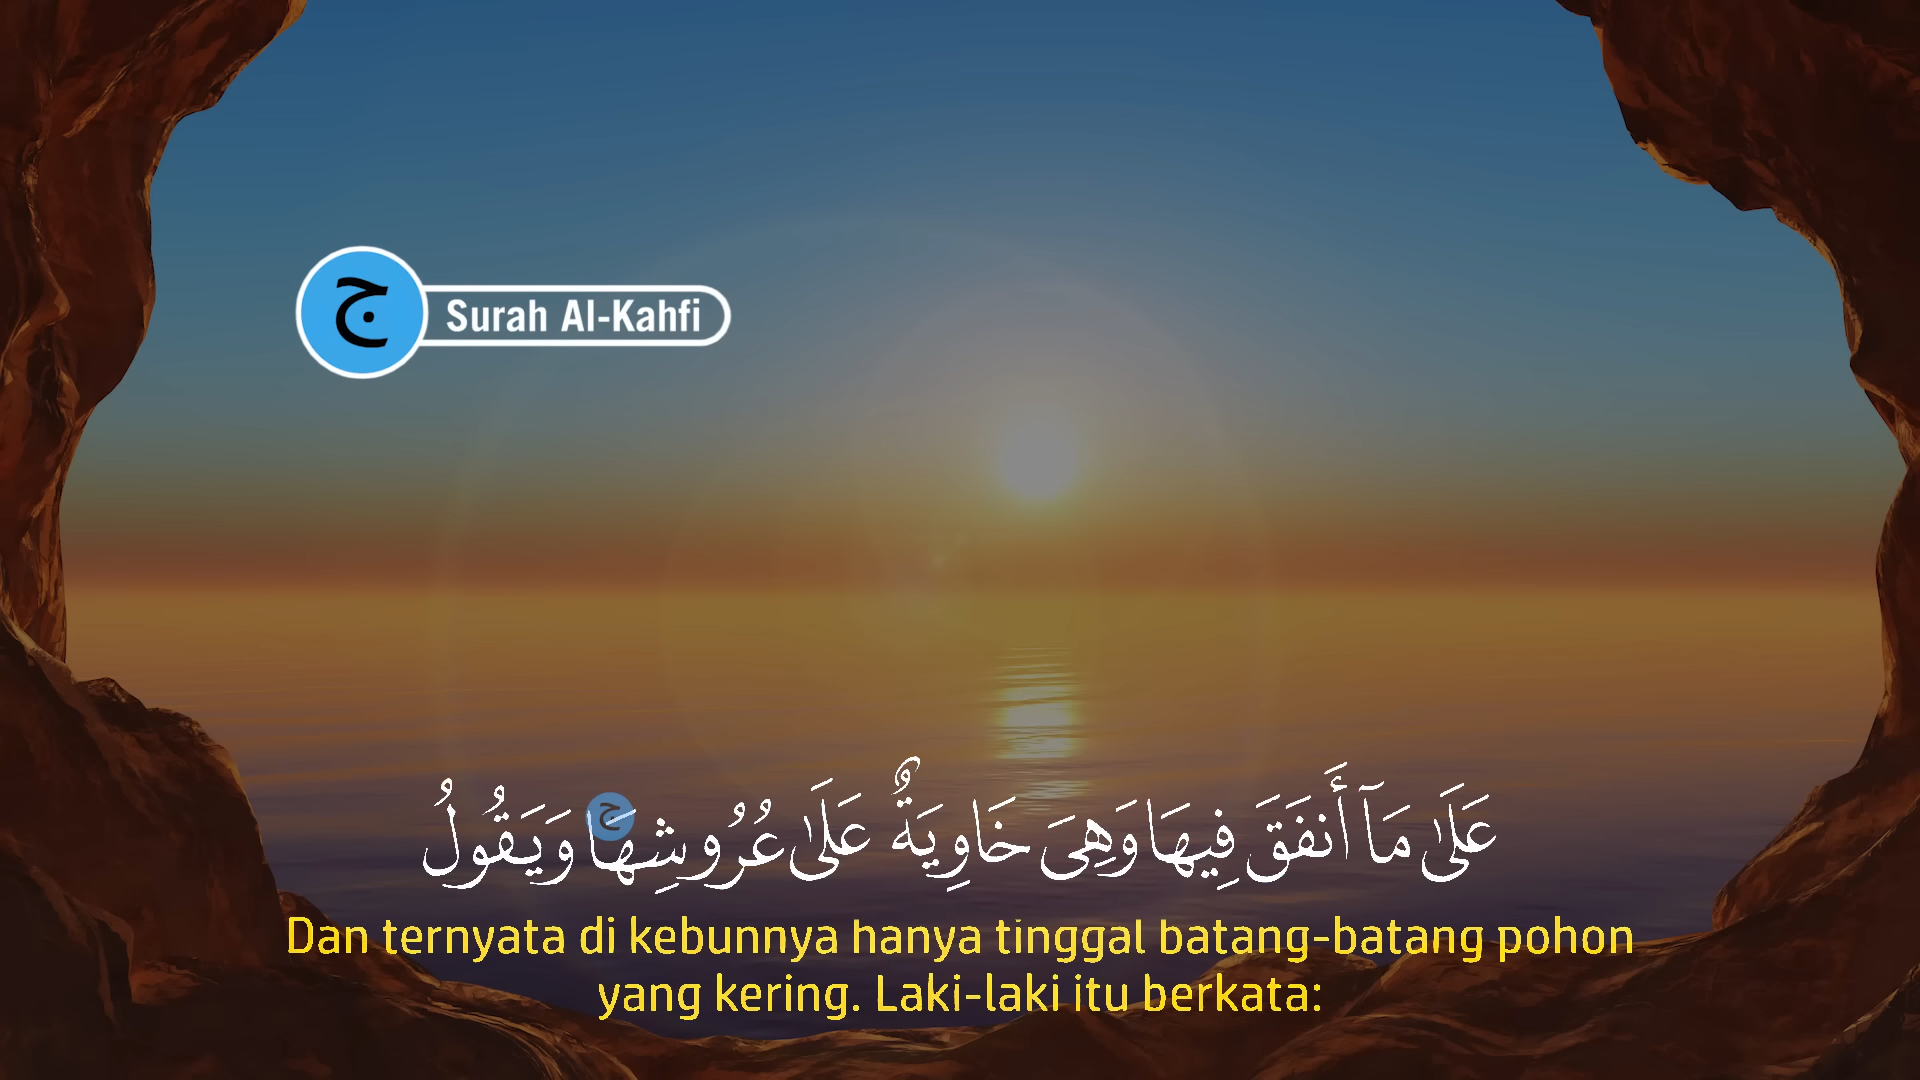 ج
Surah Al-Kahfi
عَلَىٰ مَآ أَنفَقَ فِيهَا وَهِىَ خَاوِيَةٌ عَلَىٰ عُرُوشِهَا وَيَقُولُ
ج
Dan ternyata di kebunnya hanya tinggal batang-batang pohon
yang kering. Laki-laki itu berkata: